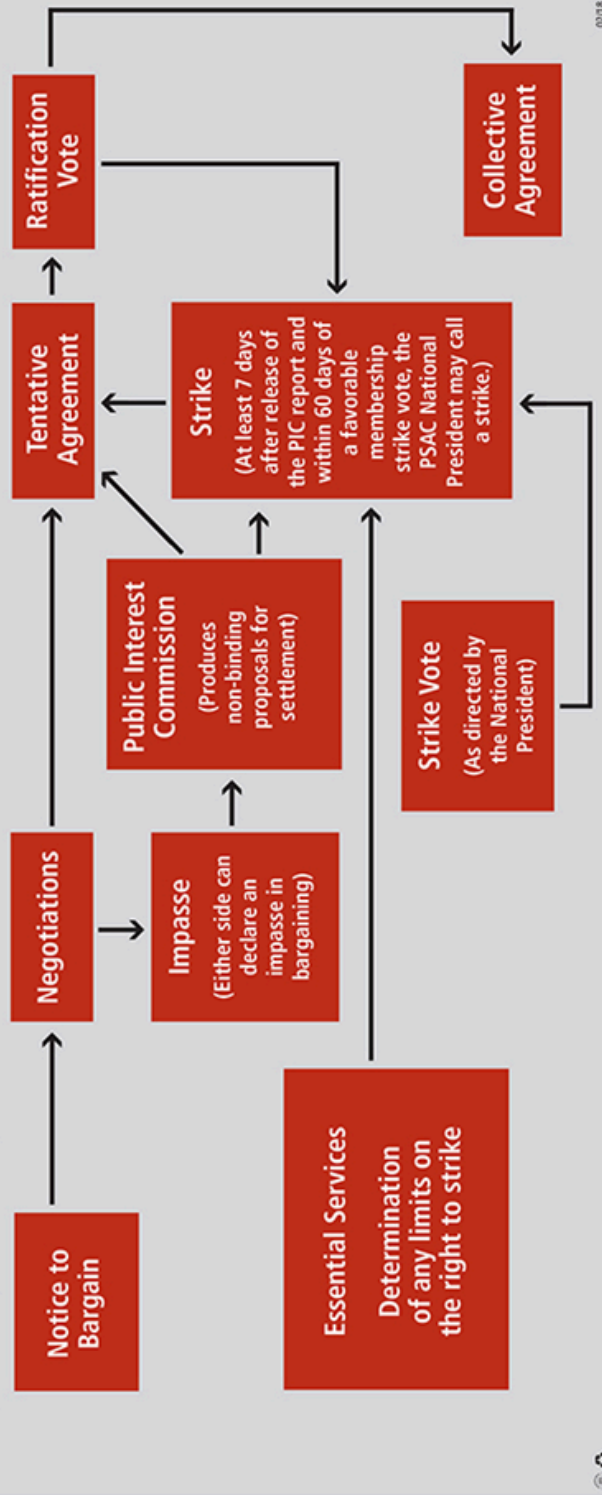 Notice to
Bargain
Negotiations
Tentative
Agreement
Ratification
Vote
Impasse
(Either side can
declare an
impasse in
bargaining)
Public Interest
Commission
(Produces
non-binding
proposals for
settlement)
Strike
(At least 7 days
after release of
the PIC report and
within 60 days of
a favorable
membership
strike vote, the
PSAC National
President may call
a strike.)
Essential Services
Determination
of any limits on
the right to strike
Strike Vote
(As directed by
the National
President)
Collective
Agreement